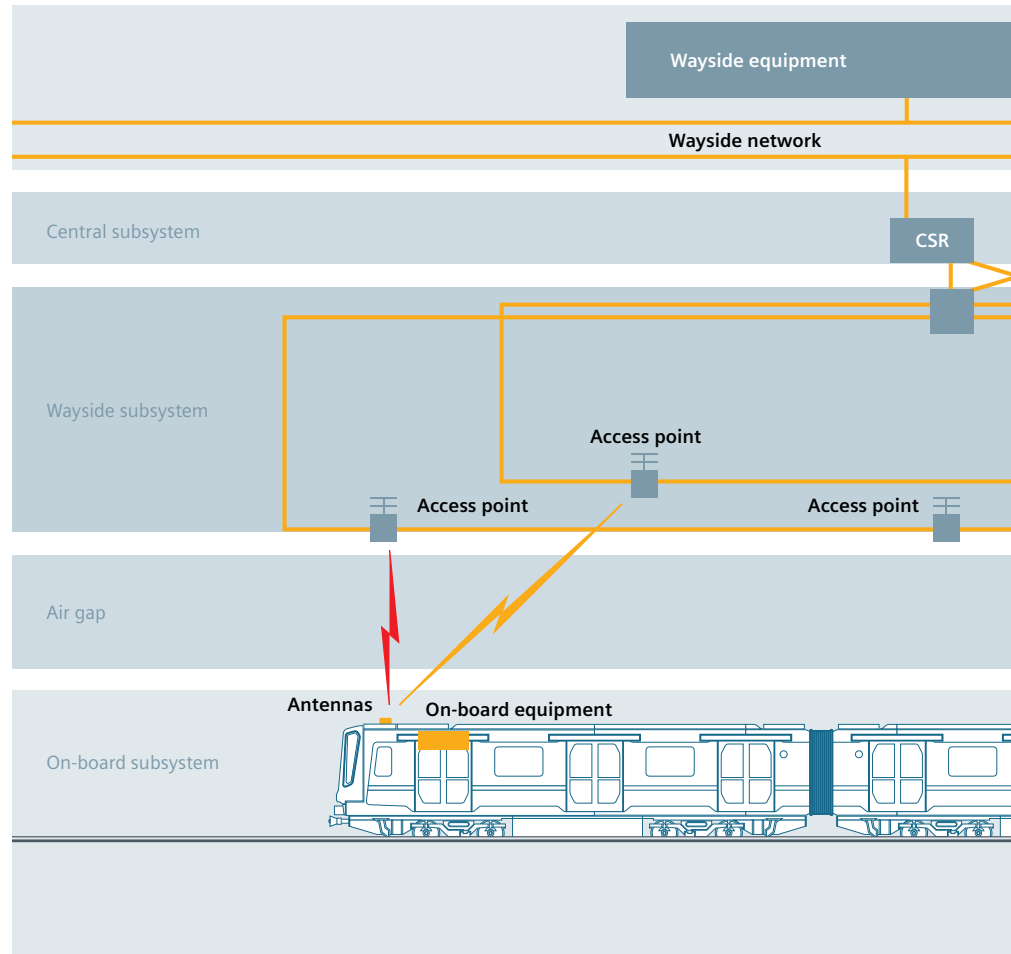 Wayside equipment
Wayside network
Central subsystem
CSR
Wayside subsystem
Access point
Access point
Access point
Air gap
Antennas
On-board equipment
On-board subsystem